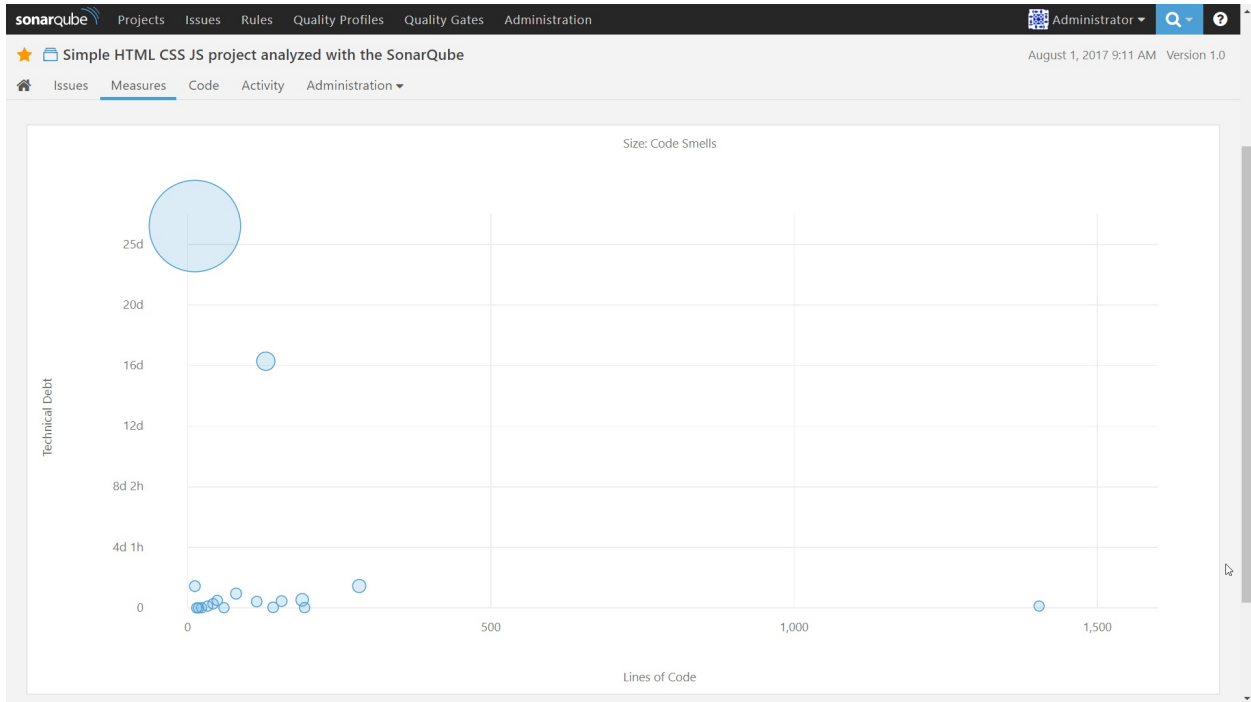 sonarqube Projects Issues Rules Quality Profiles Quality Gates Administration Administrator ?
Simple HTML CSS JS project analyzed with the SonarQube August 1, 2017 9:11 AM Version 1.0
Issues Measures Code Activity Administration
Size: Code Smells
25d
20d
16d
Technical Debt
12d
8d 2h
4d 1h
0
0 500 1,000 1,500
Lines of Code